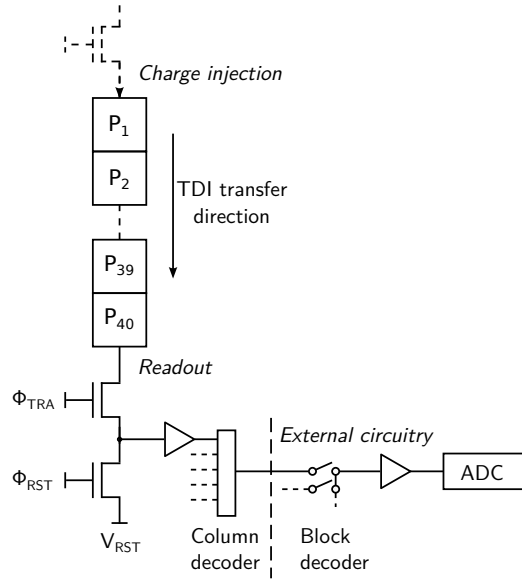 Charge injection
P1
P2
TDI transfer
direction
P39
P40
Readout
ΦTRA
External circuitry
ADC
ΦRST
VRST
Column
decoder
Block
decoder